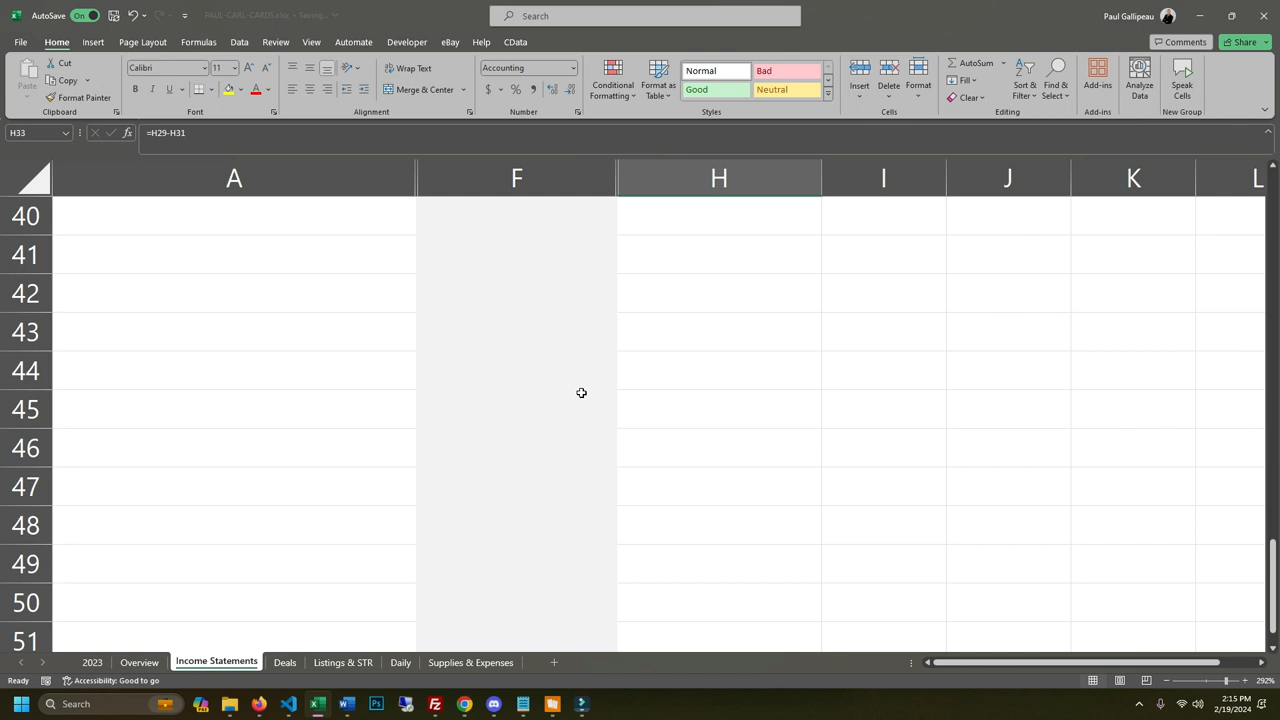 AutoSave On PAUL-CARL-CARDS.xlsx • Saving... Search Paul Gallipeau
File Home Insert Draw Page Layout Formulas Data Review View Automate Developer eBay Help CData Comments Share
Paste Cut Copy Format Painter Clipboard
Calibri 11 B I U Font
Wrap Text Merge & Center Alignment
Accounting $ % Number
Conditional Formatting Format as Table Normal Bad Good Neutral Styles
Insert Delete Format Cells
AutoSum Fill Clear Sort & Filter Find & Select Editing
Add-ins Add-ins
Analyze Data
Speak Cells New Group
H33 fx =H29-H31
A F H I J K L
40
41
42
43
44
45
46
47
48
49
50
51
2023 Overview Income Statements Deals Listings & STR Daily Supplies & Expenses
Ready Accessibility: Good to go 292%
Search 2:15 PM
2/19/2024